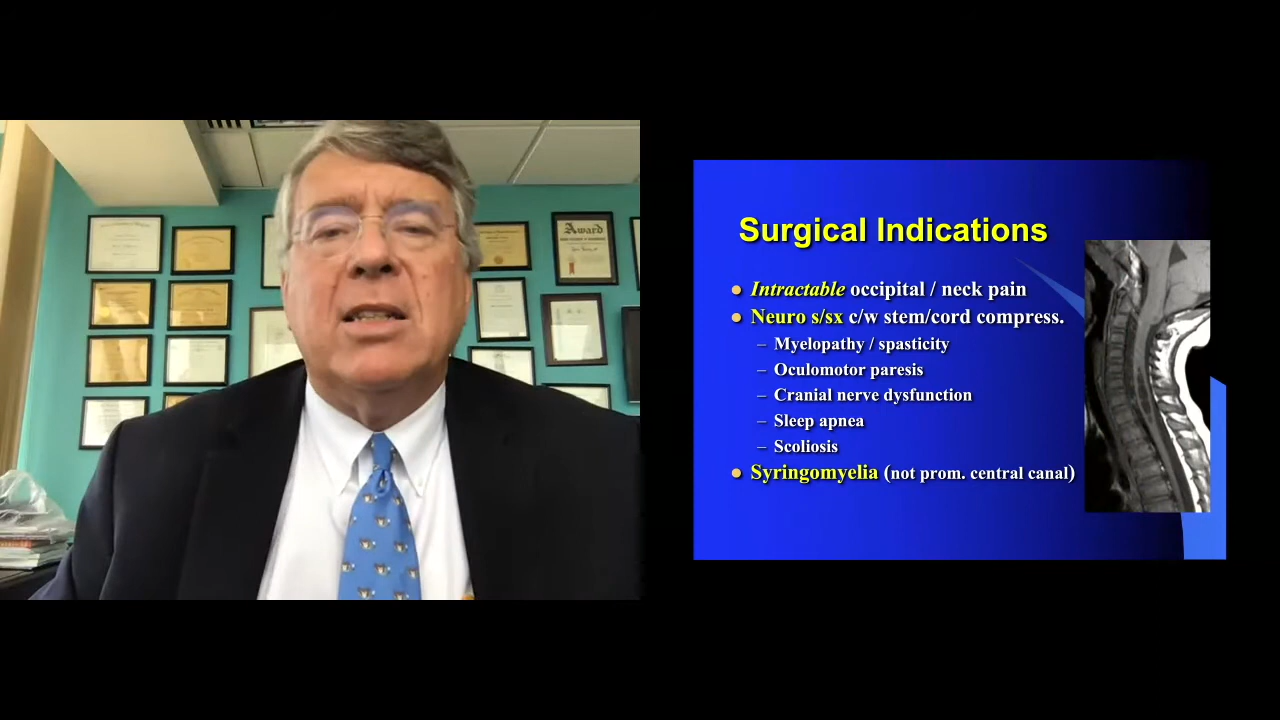 Award
Surgical Indications
● Intractable occipital / neck pain
● Neuro s/sx c/w stem/cord compress.
– Myelopathy / spasticity
– Oculomotor paresis
– Cranial nerve dysfunction
– Sleep apnea
– Scoliosis
● Syringomyelia (not prom. central canal)